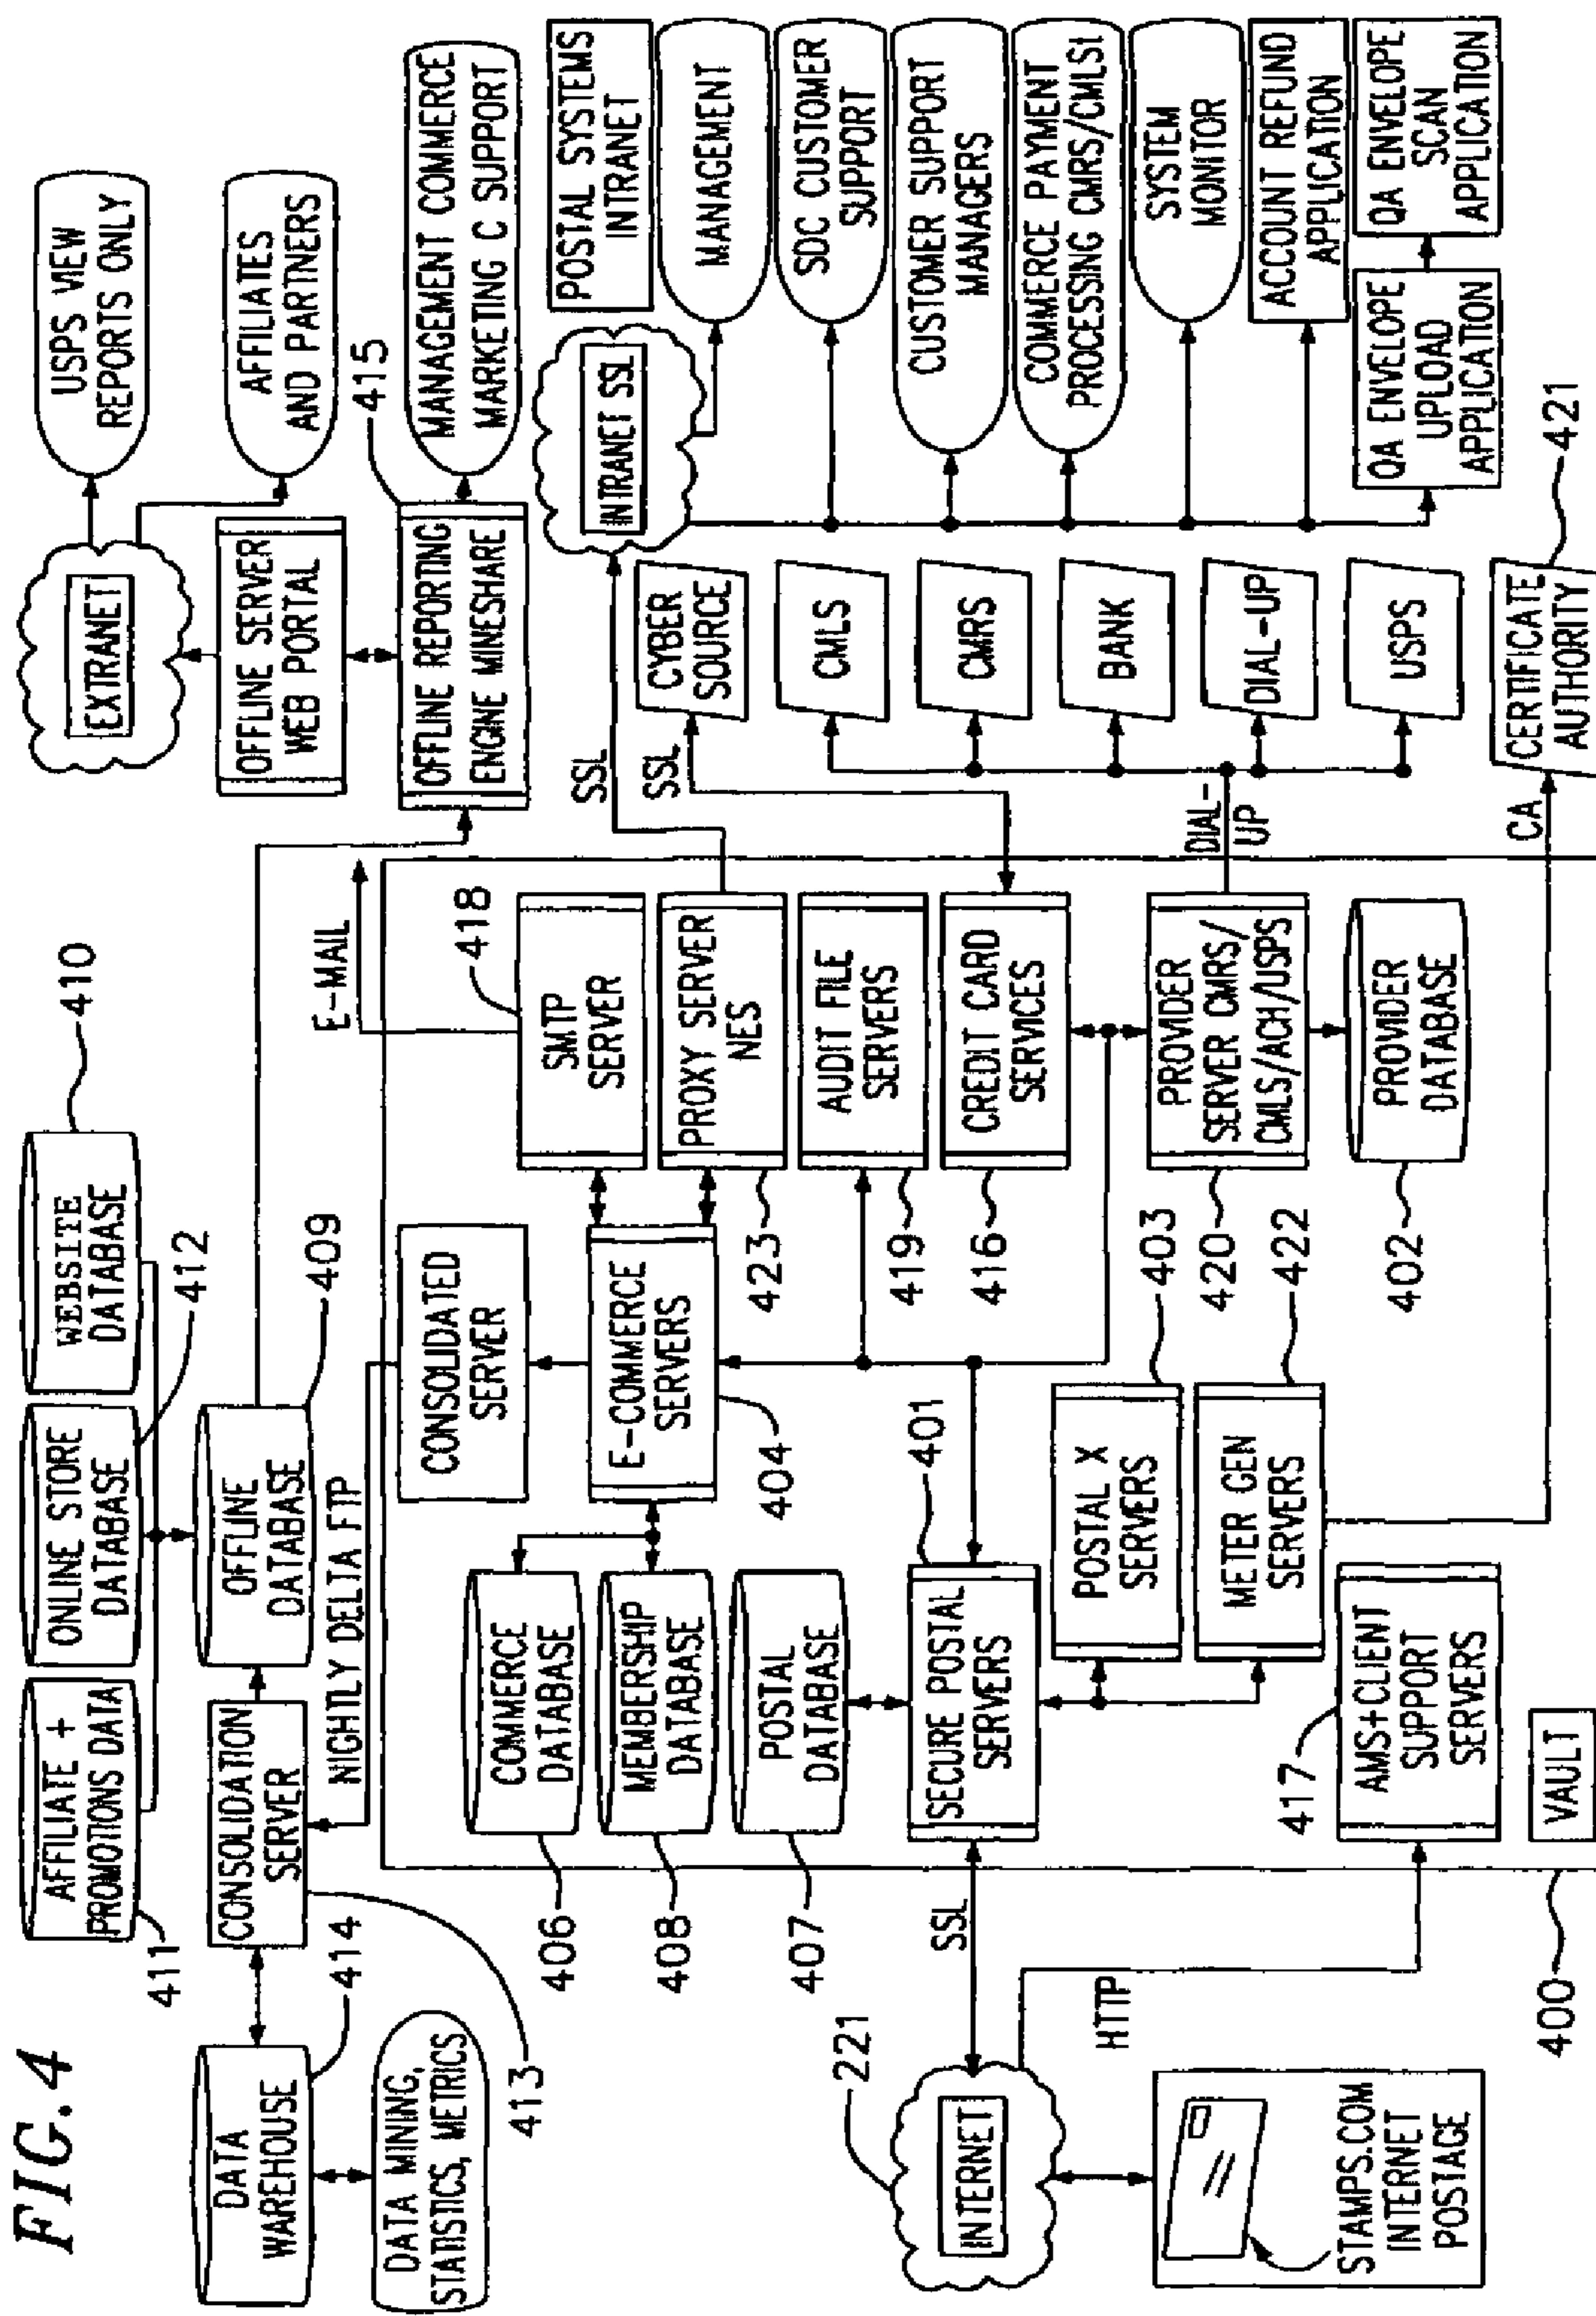 FIG. 4
AFFILIATE +
PROMOTIONS DATA
411
ONLINE STORE
DATABASE
412
WEBSITE
DATABASE
410
DATA
WAREHOUSE
414
CONSOLIDATION
SERVER
413
OFFLINE
DATABASE
409
DATA MINING,
STATISTICS, METRICS
NIGHTLY DELTA FTP
E-MAIL
EXTRANET
USPS VIEW
REPORTS ONLY
AFFILIATES
AND PARTNERS
OFFLINE SERVER
WEB PORTAL
OFFLINE REPORTING
ENGINE MINESHARE
415
MANAGEMENT COMMERCE
MARKETING C SUPPORT
CONSOLIDATED
SERVER
COMMERCE
DATABASE
406
MEMBERSHIP
DATABASE
408
POSTAL
DATABASE
407
E-COMMERCE
SERVERS
404
SMTP
SERVER
418
PROXY SERVER
NES
423
AUDIT FILE
SERVERS
419
CREDIT CARD
SERVICES
416
SSL
SSL
INTRANET SSL
POSTAL SYSTEMS
INTRANET
MANAGEMENT
SDC CUSTOMER
SUPPORT
CUSTOMER SUPPORT
MANAGERS
COMMERCE PAYMENT
PROCESSING CMRS/CMLSt
SYSTEM
MONITOR
ACCOUNT REFUND
APPLICATION
QA ENVELOPE
UPLOAD
APPLICATION
QA ENVELOPE
SCAN
APPLICATION
CYBER
SOURCE
CMLS
CMRS
BANK
DIAL-UP
USPS
DIAL-
UP
221
INTERNET
SSL
HTTP
SECURE POSTAL
SERVERS
401
POSTAL X
SERVERS
403
METER GEN
SERVERS
422
PROVIDER
SERVER CMRS/
CMLS/ACH/USPS
420
PROVIDER
DATABASE
402
STAMPS.COM
INTERNET
POSTAGE
417
AMS+CLIENT
SUPPORT
SERVERS
CA
CERTIFICATE
AUTHORITY
421
400
VAULT